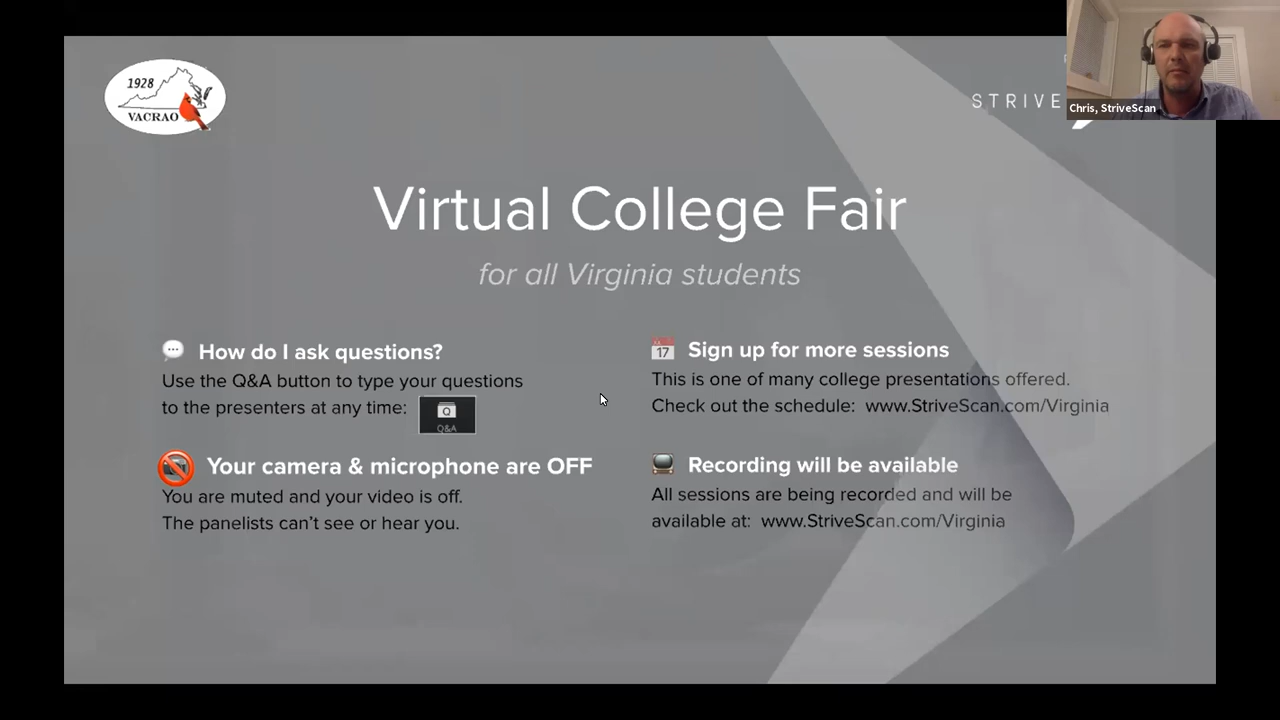 1928
VACRAO
STRIVE
Chris, StriveScan
Virtual College Fair
for all Virginia students
How do I ask questions?
Use the Q&A button to type your questions
to the presenters at any time:
Q
Q&A
Your camera & microphone are OFF
You are muted and your video is off.
The panelists can't see or hear you.
17
Sign up for more sessions
This is one of many college presentations offered.
Check out the schedule: www.StriveScan.com/Virginia
Recording will be available
All sessions are being recorded and will be
available at: www.StriveScan.com/Virginia